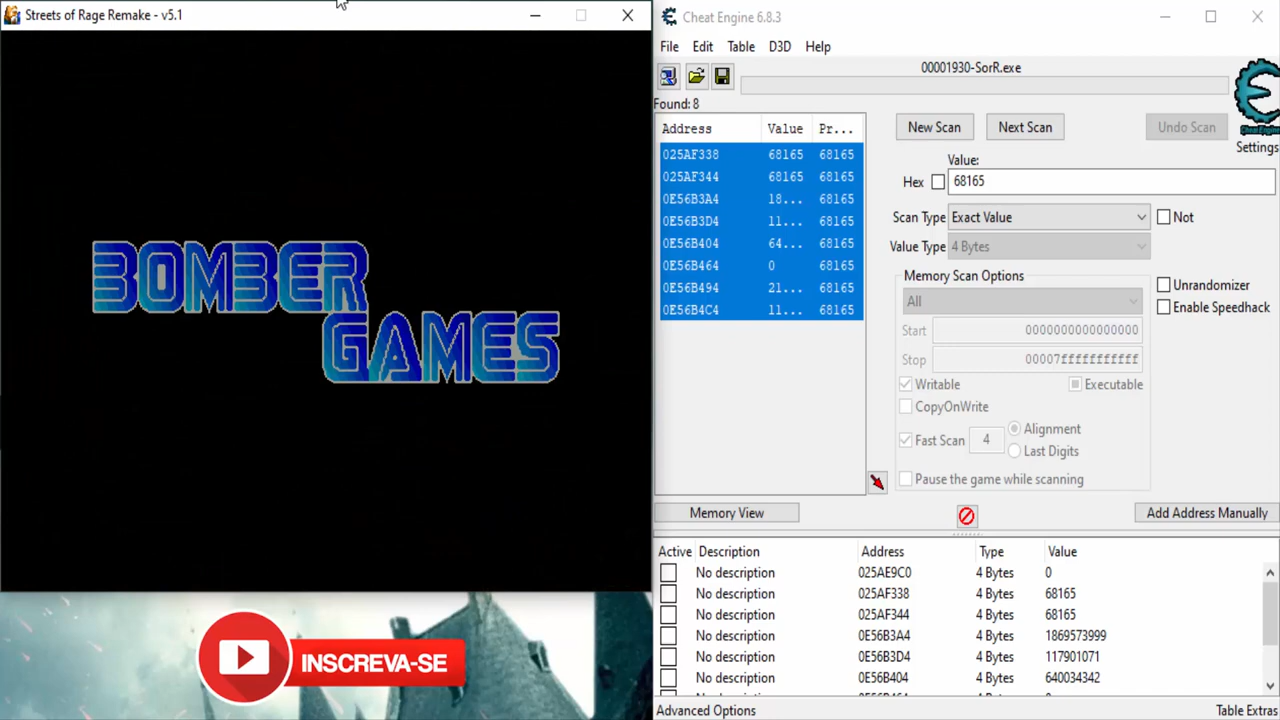 Streets of Rage Remake - v5.1
BOMBER
GAMES
INSCREVA-SE
Cheat Engine 6.8.3
File Edit Table D3D Help
00001930-SorR.exe
Found: 8
Address Value Pr...
025AF338 68165 68165
025AF344 68165 68165
0E56B3A4 18... 68165
0E56B3D4 11... 68165
0E56B404 64... 68165
0E56B464 0 68165
0E56B494 21... 68165
0E56B4C4 11... 68165
New Scan Next Scan Undo Scan
Cheat Engine
Settings
Value:
Hex 68165
Scan Type Exact Value Not
Value Type 4 Bytes
Memory Scan Options
All
Unrandomizer
Enable Speedhack
Start 0000000000000000
Stop 00007fffffffffff
Writable Executable
CopyOnWrite
Fast Scan 4 Alignment
Last Digits
Pause the game while scanning
Memory View Add Address Manually
Active Description Address Type Value
No description 025AE9C0 4 Bytes 0
No description 025AF338 4 Bytes 68165
No description 025AF344 4 Bytes 68165
No description 0E56B3A4 4 Bytes 1869573999
No description 0E56B3D4 4 Bytes 117901071
No description 0E56B404 4 Bytes 640034342
Advanced Options Table Extras